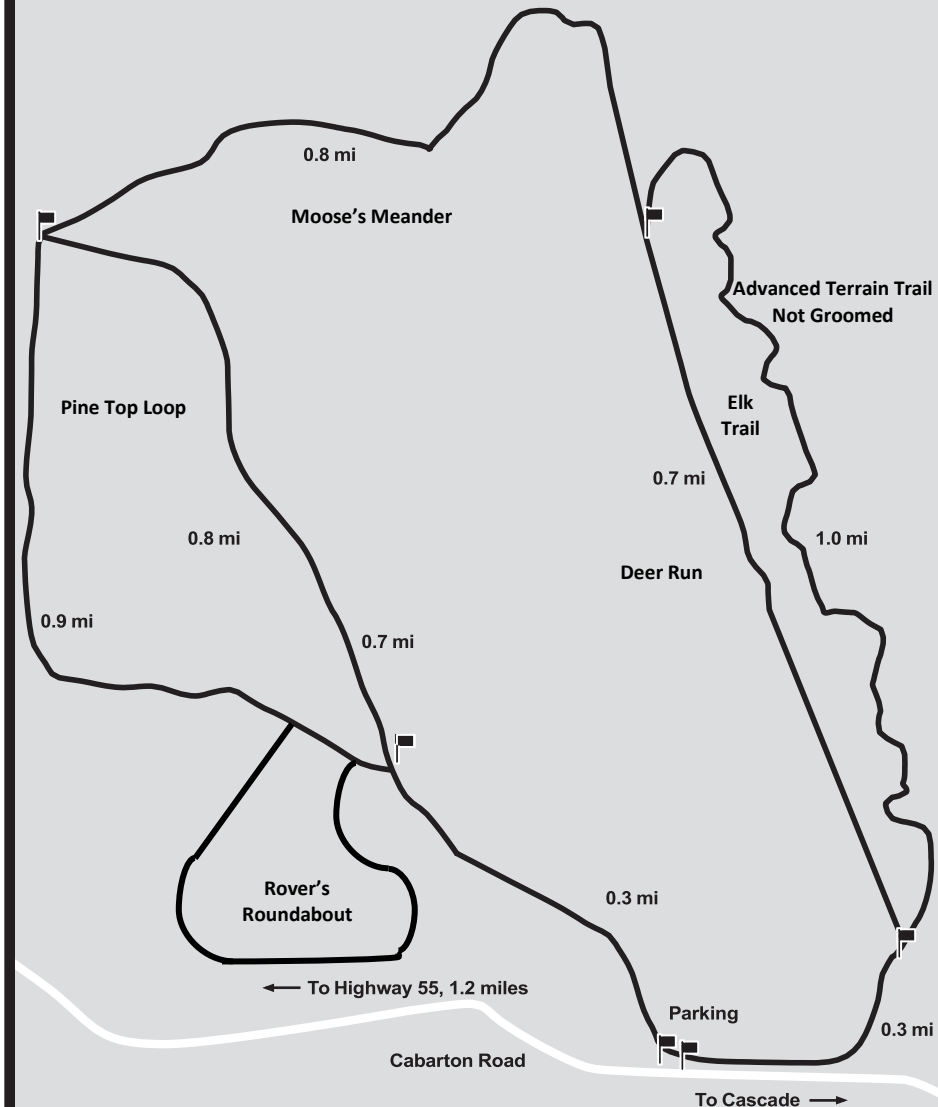 0.8 mi
Moose’s Meander
Advanced Terrain Trail
Not Groomed
Pine Top Loop
Elk
Trail
0.7 mi
0.8 mi
1.0 mi
Deer Run
0.9 mi
0.7 mi
Rover’s
Roundabout
0.3 mi
To Highway 55, 1.2 miles
Parking
0.3 mi
Cabarton Road
To Cascade